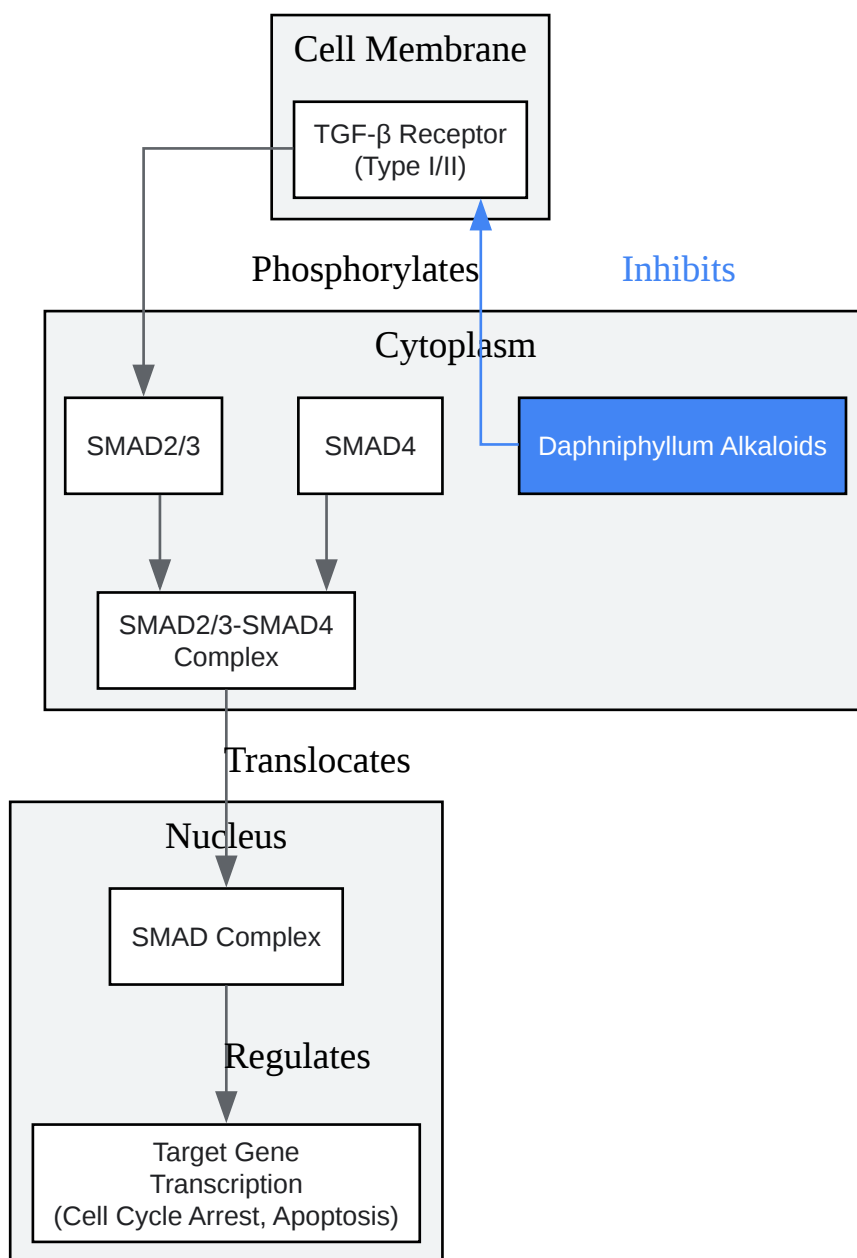 Cell Membrane
TGF-β Receptor
(Type I/II)
Phosphorylates
Inhibits
Cytoplasm
SMAD2/3
SMAD4
Daphniphyllum Alkaloids
SMAD2/3-SMAD4
Complex
Translocates
Nucleus
SMAD Complex
Regulates
Target Gene
Transcription
(Cell Cycle Arrest, Apoptosis)